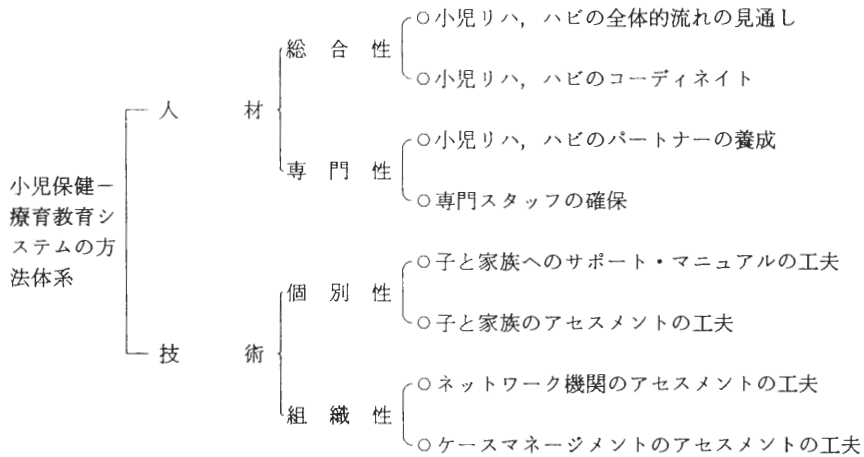 ○小児リハ，ハビの全体的流れの見通し
総合性
○小児リハ，ハビのコーディネイト
人材
○小児リハ，ハビのパートナーの養成
専門性
○専門スタッフの確保
小児保健－
療育教育シ
ステムの方
法体系
○子と家族へのサポート・マニュアルの工夫
個別性
○子と家族のアセスメントの工夫
技術
○ネットワーク機関のアセスメントの工夫
組織性
○ケースマネージメントのアセスメントの工夫